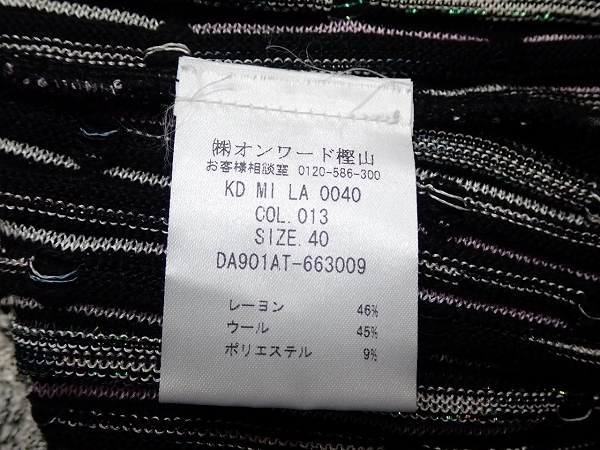 ㈱オンワード樫山
お客様相談室 0120-586-300
KD MI LA 0040
COL.013
SIZE.40
DA901AT-663009
レーヨン 46%
ウール 45%
ポリエステル 9%